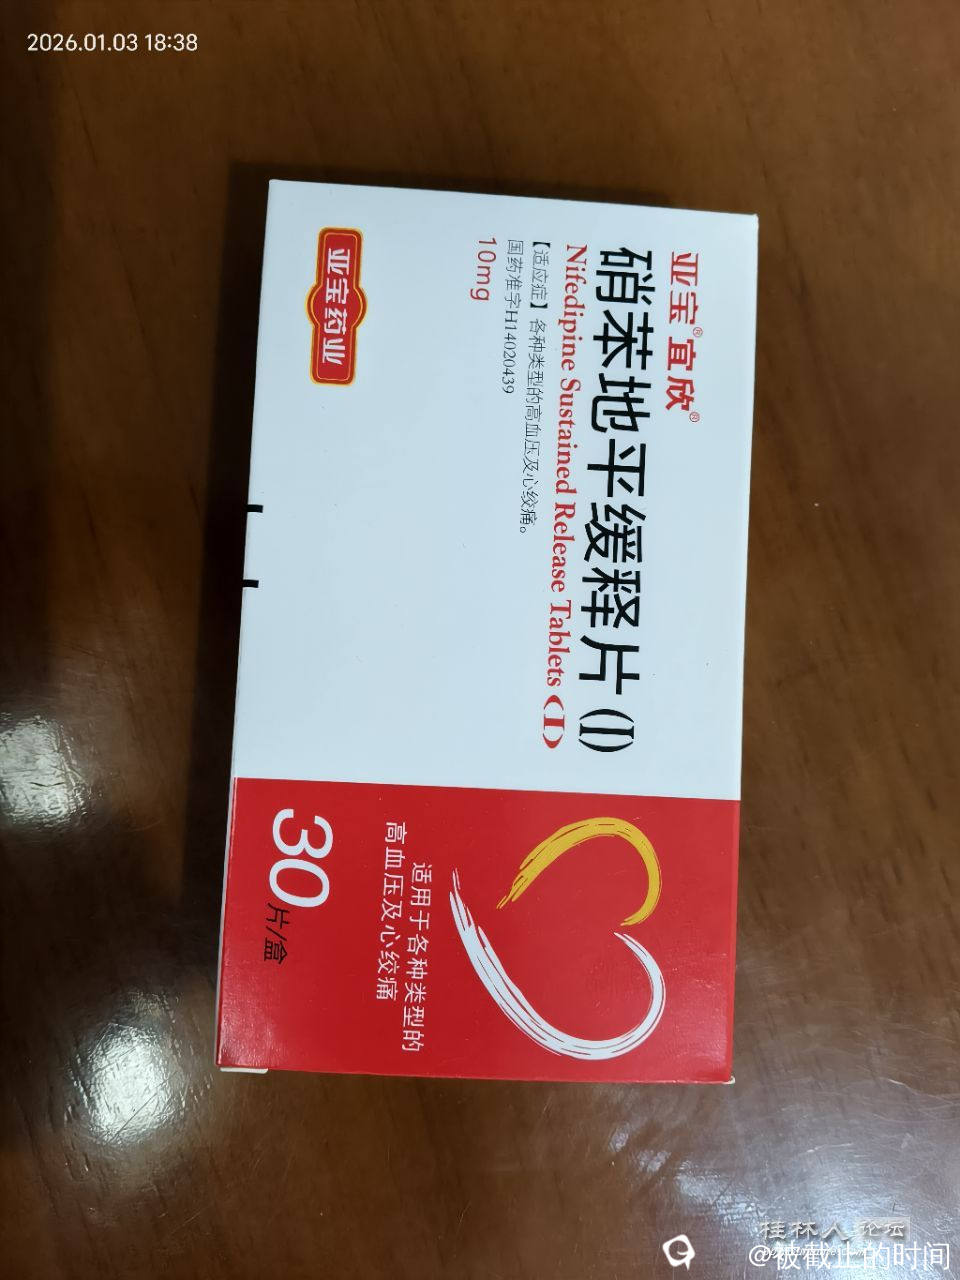 2026.01.03 18:38
亚宝®宜欣®
硝苯地平缓释片(I)
Nifedipine Sustained Release Tablets (I)
【适应症】各种类型的高血压及心绞痛。
国药准字H14020439
10mg
亚宝药业
适用于各种类型的
高血压及心绞痛
30片/盒
桂林人论坛
@被截止的时间